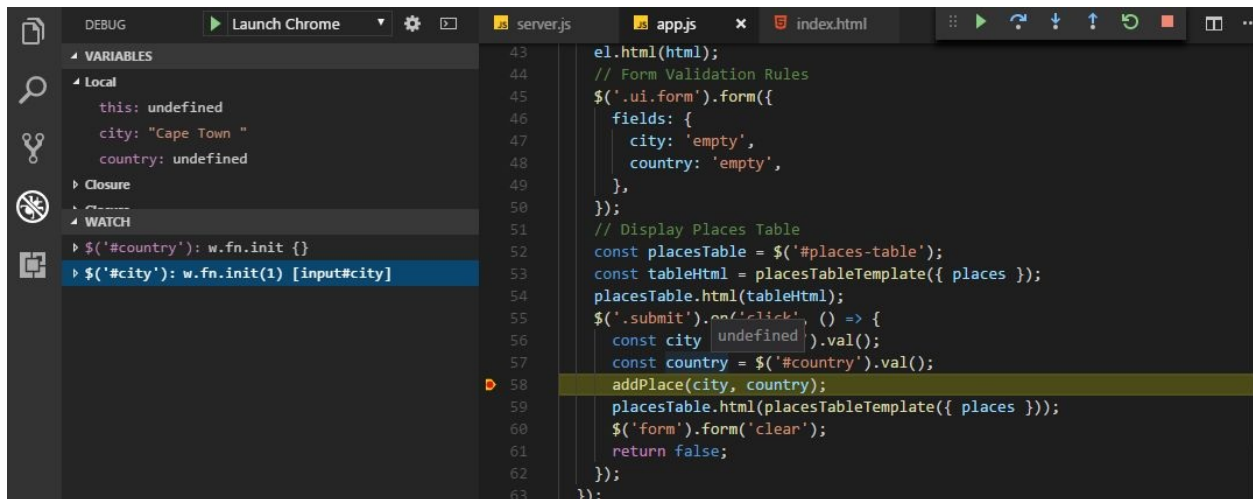 DEBUG Launch Chrome
JS server.js
JS app.js ×
5 index.html
VARIABLES
Local
this: undefined
city: "Cape Town "
country: undefined
Closure
WATCH
$('#country'): w.fn.init {}
$('#city'): w.fn.init(1) [input#city]
43 el.html(html);
44 // Form Validation Rules
45 $('.ui.form').form({
46 fields: {
47 city: 'empty',
48 country: 'empty',
49 },
50 });
51 // Display Places Table
52 const placesTable = $('#places-table');
53 const tableHtml = placesTableTemplate({ places });
54 placesTable.html(tableHtml);
55 $('.submit').on('click', () => {
56 const city undefined ').val();
57 const country = $('#country').val();
58 addPlace(city, country);
59 placesTable.html(placesTableTemplate({ places }));
60 $('form').form('clear');
61 return false;
62 });
63 });